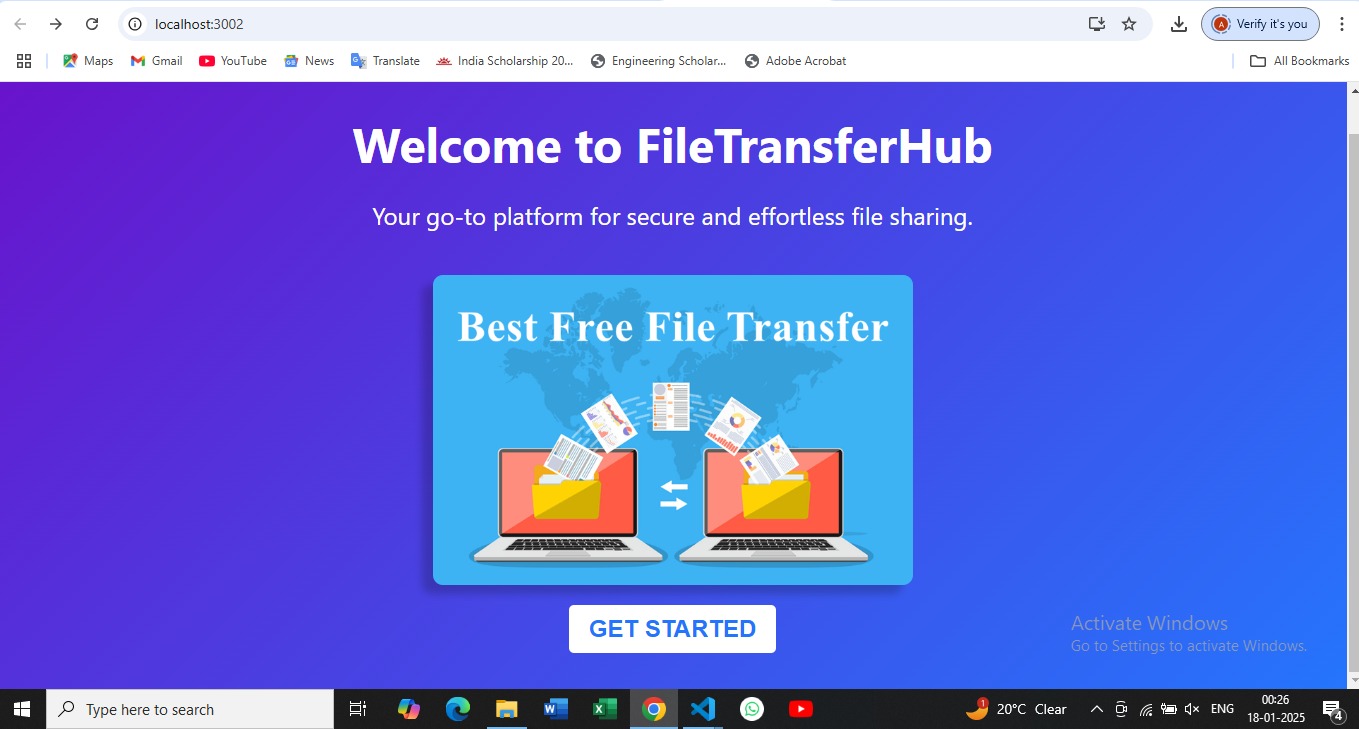 localhost:3002
Verify it's you
Maps
Gmail
YouTube
News
Translate
India Scholarship 20...
Engineering Scholar...
Adobe Acrobat
All Bookmarks
Welcome to FileTransferHub
Your go-to platform for secure and effortless file sharing.
Best Free File Transfer
GET STARTED
Activate Windows
Go to Settings to activate Windows.
Type here to search
1
20°C Clear
ENG
00:26
18-01-2025
4